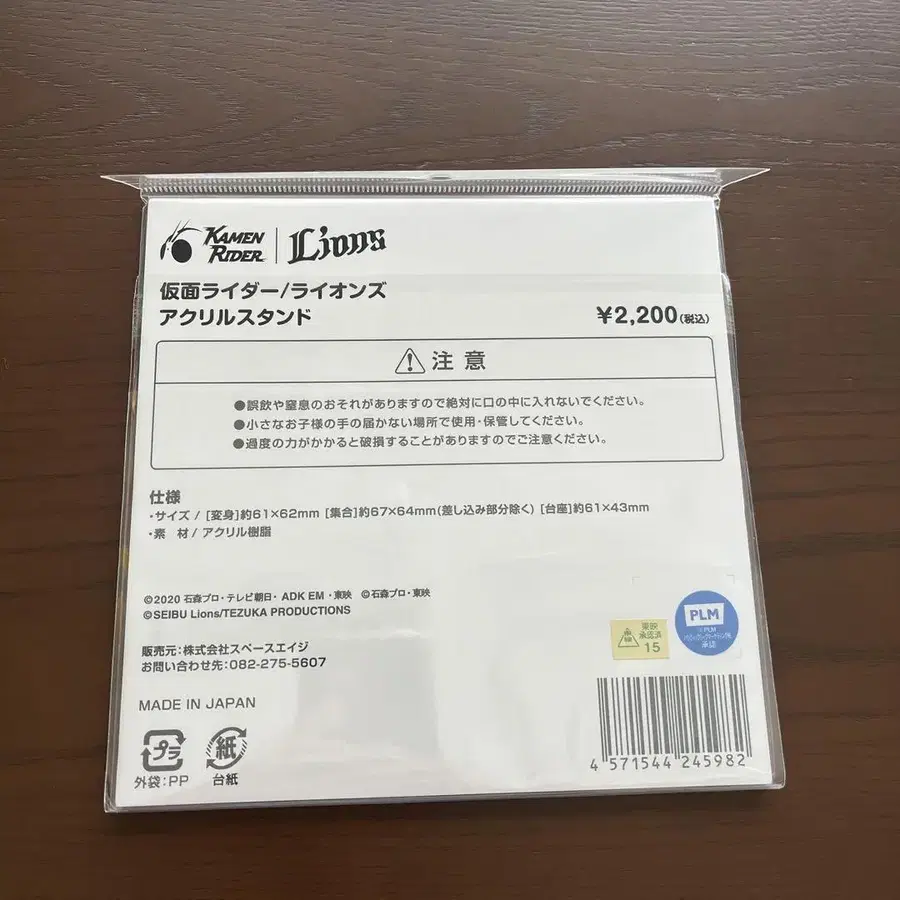 KAMEN RIDER
Lions
仮面ライダー/ライオンズ
アクリルスタンド
¥2,200(税込)
注意
●誤飲や窒息のおそれがありますので絶対に口の中に入れないでください。
●小さなお子様の手の届かない場所で使用・保管してください。
●過度の力がかかると破損することがありますのでご注意ください。
仕様
・サイズ / [変身]約61×62mm [集合]約67×64mm(差し込み部分除く) [台座]約61×43mm
・素 材 / アクリル樹脂
©2020 石森プロ・テレビ朝日・ADK EM・東映 ©石森プロ・東映
©SEIBU Lions/TEZUKA PRODUCTIONS
東映
承認済
15
PLM
承認
販売元：株式会社スペースエイジ
お問い合わせ先：082-275-5607
MADE IN JAPAN
プラ
外装：PP
紙
台紙
4 571544 245982